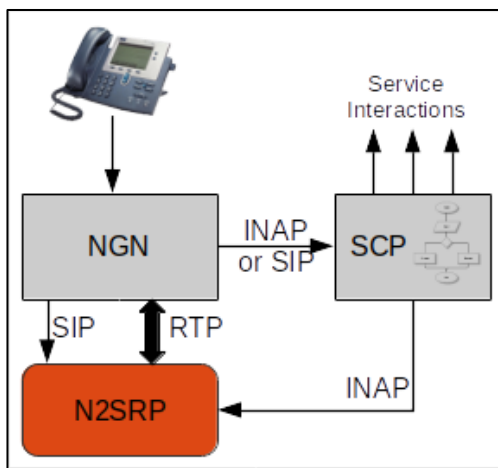 Service
Interactions
NGN
INAP
or SIP
SCP
SIP
RTP
INAP
N2SRP